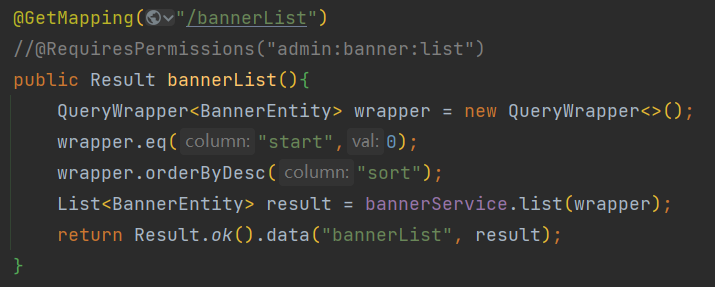 @GetMapping("/bannerList")
//@RequiresPermissions("admin:banner:list")
public Result bannerList(){
QueryWrapper<BannerEntity> wrapper = new QueryWrapper<>();
wrapper.eq( column: "start", val: 0);
wrapper.orderByDesc( column: "sort");
List<BannerEntity> result = bannerService.list(wrapper);
return Result.ok().data("bannerList", result);
}